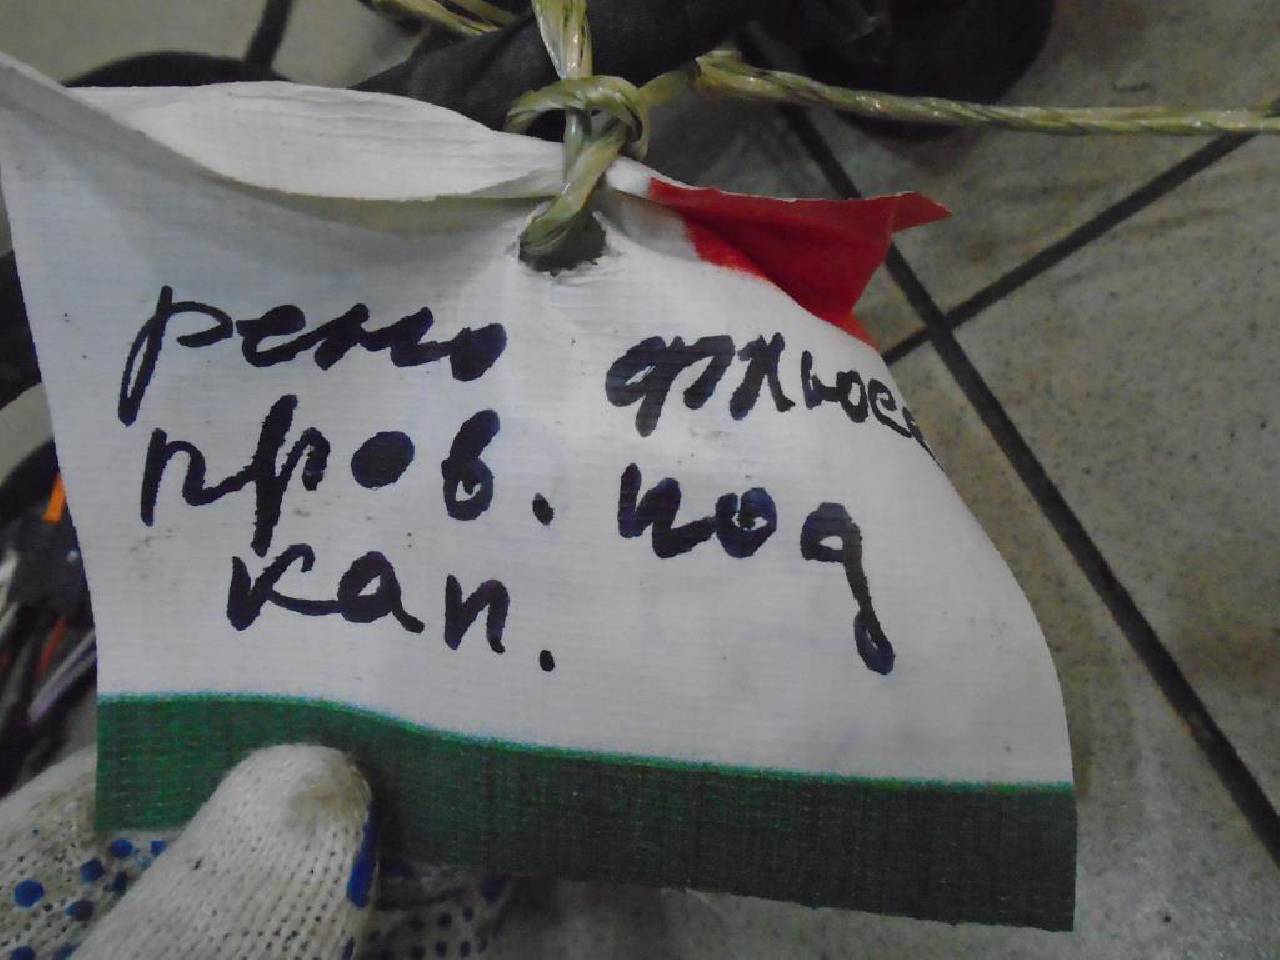 рено флюенс
пров. под
кап.